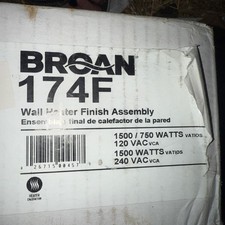 BROAN
174F
Wall Heater Finish Assembly
final de calefactor de la pared
1500 / 750 WATTS VATIOS
120 VAC VCA
1500 WATTS VATIOS
240 VAC VCA